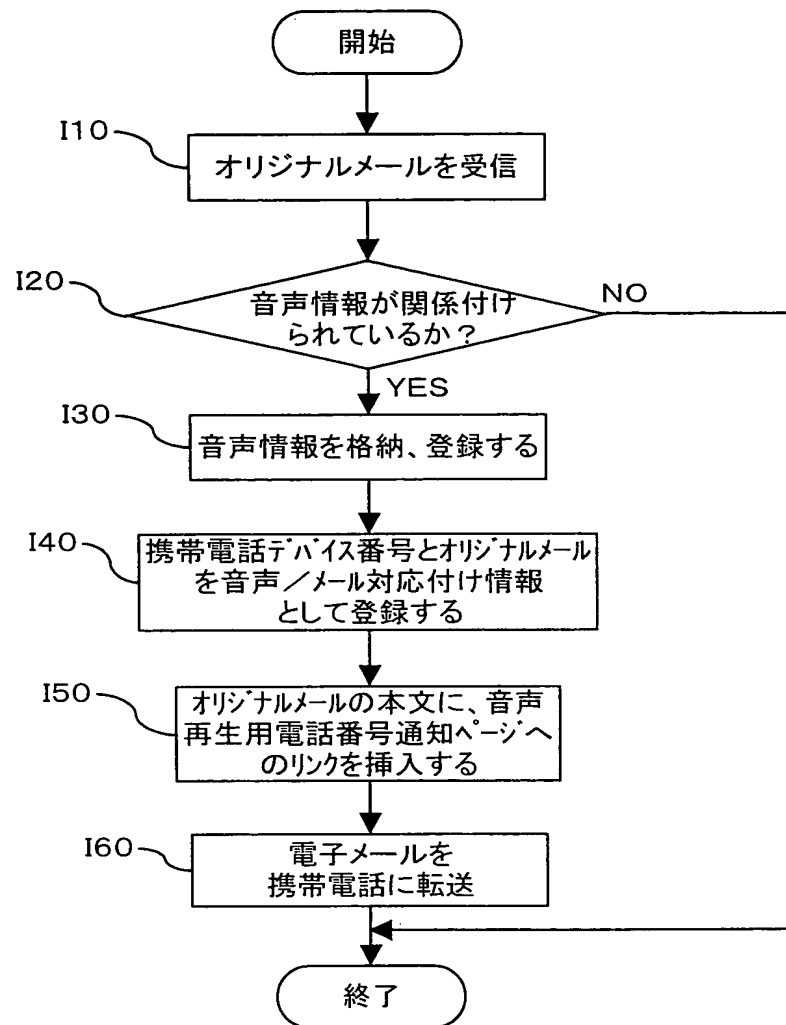 開始
I10
オリジナルメールを受信
I20
音声情報が関係付け
られているか？
NO
YES
I30
音声情報を格納、登録する
I40
携帯電話ﾃﾞﾊﾞｲｽ番号とｵﾘｼﾞﾅﾙﾒｰﾙ
を音声／ﾒｰﾙ対応付け情報
として登録する
I50
ｵﾘｼﾞﾅﾙﾒｰﾙの本文に、音声
再生用電話番号通知ﾍﾟｰｼﾞへ
のﾘﾝｸを挿入する
I60
電子メールを
携帯電話に転送
終了